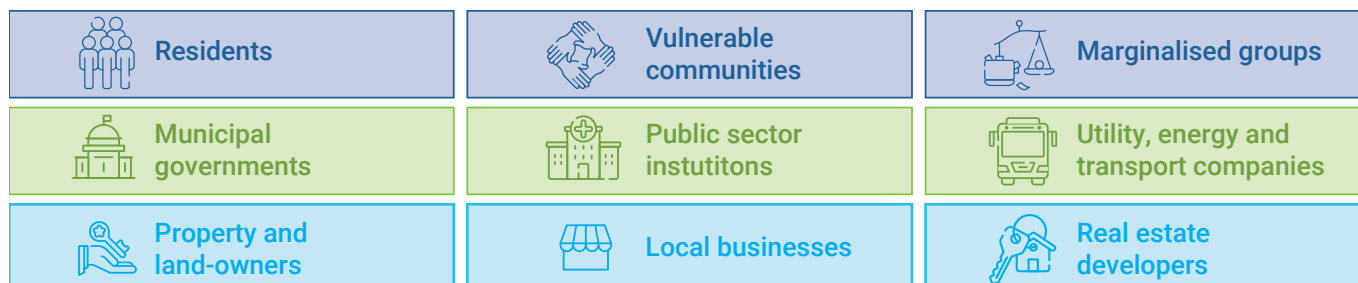 Residents
Vulnerable
communities
Marginalised groups
Municipal
governments
Public sector
instutitons
Utility, energy and
transport companies
Property and
land-owners
Local businesses
Real estate
developers